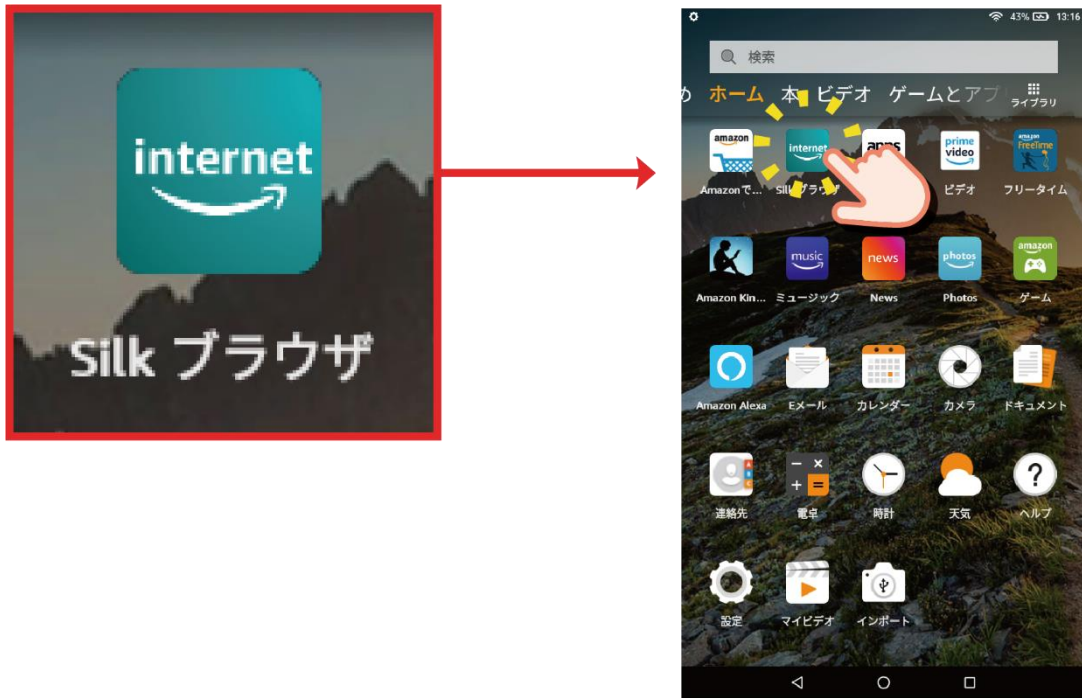 internet
Silk ブラウザ
43% 13:16
検索
め ホーム 本 ビデオ ゲームとアプ
ライブラリ
amazon
internet
apps
prime video
amazon FreeTime
Amazonで...
Silk ブラウザ
ビデオ
フリータイム
music
news
photos
amazon
Amazon Kin...
ミュージック
News
Photos
ゲーム
Amazon Alexa
Eメール
カレンダー
カメラ
ドキュメント
A
B
C
連絡先
電卓
時計
天気
ヘルプ
設定
マイビデオ
インポート